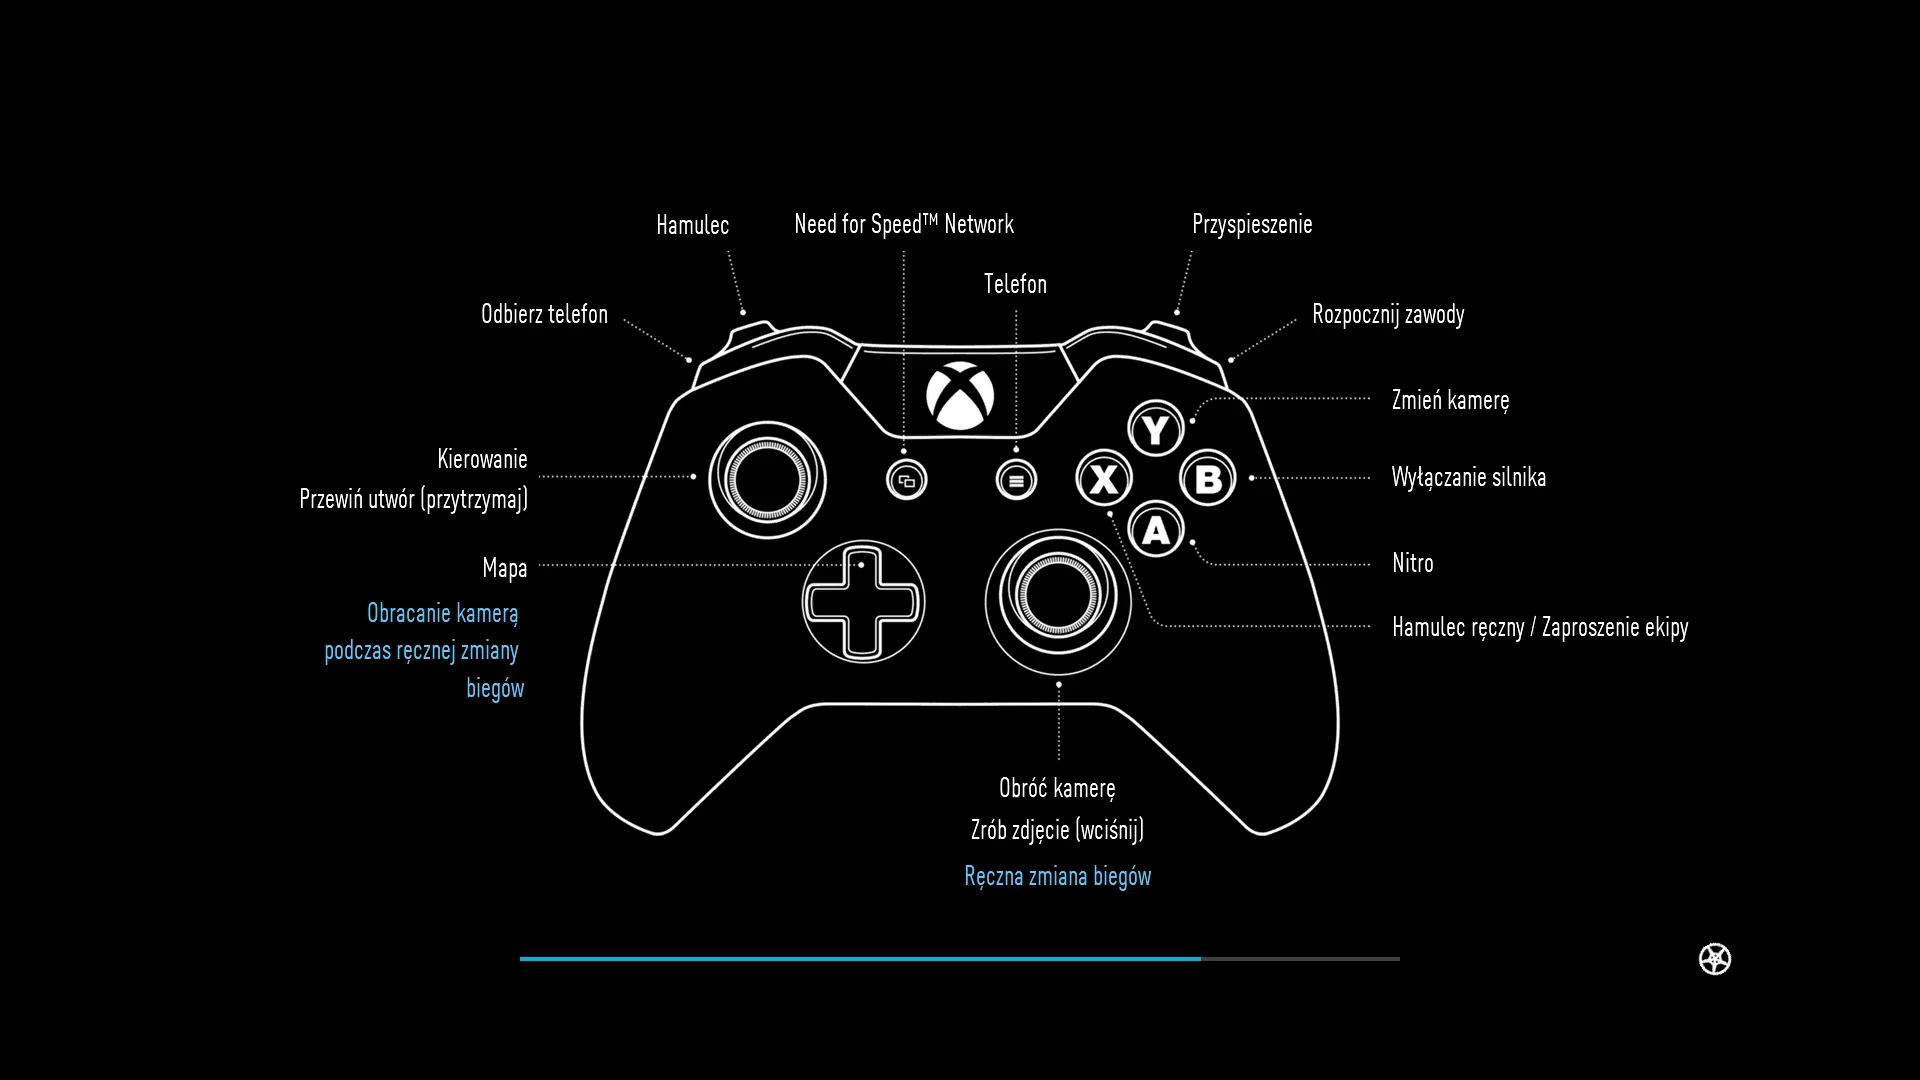 Hamulec
Need for Speed™ Network
Przyspieszenie
Telefon
Odbierz telefon
Rozpocznij zawody
Zmień kamerę
Y
Kierowanie
Przewiń utwór (przytrzymaj)
X
B
Wyłączanie silnika
A
Mapa
Nitro
Obracanie kamerą
podczas ręcznej zmiany
biegów
Hamulec ręczny / Zaproszenie ekipy
Obróć kamerę
Zrób zdjęcie (wciśnij)
Ręczna zmiana biegów